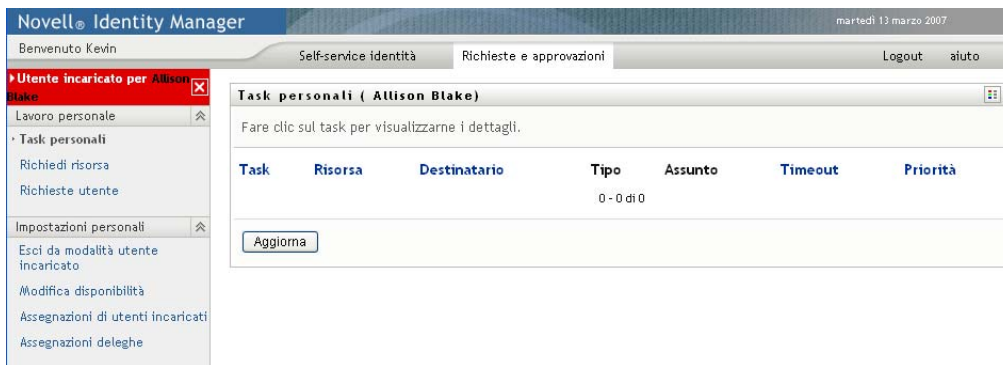 Novell® Identity Manager
martedì 13 marzo 2007
Benvenuto Kevin
Self-service identità
Richieste e approvazioni
Logout
aiuto
Utente incaricato per Allison Blake
Lavoro personale
Task personali
Richiedi risorsa
Richieste utente
Impostazioni personali
Esci da modalità utente
incaricato
Modifica disponibilità
Assegnazioni di utenti incaricati
Assegnazioni deleghe
Task personali ( Allison Blake)
Fare clic sul task per visualizzarne i dettagli.
Task Risorsa Destinatario Tipo Assunto Timeout Priorità
0 - 0 di 0
Aggiorna